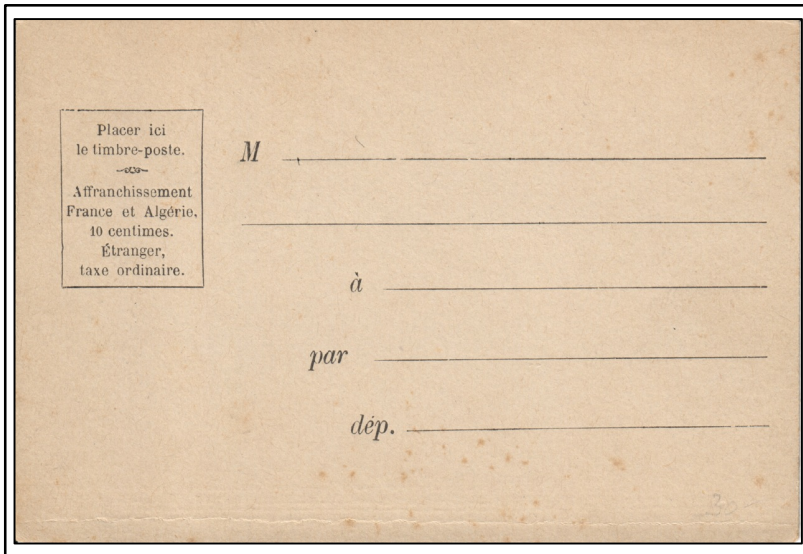 Placer ici
le timbre-poste.
Affranchissement
France et Algérie,
10 centimes.
Étranger,
taxe ordinaire.
M
à
par
dép.